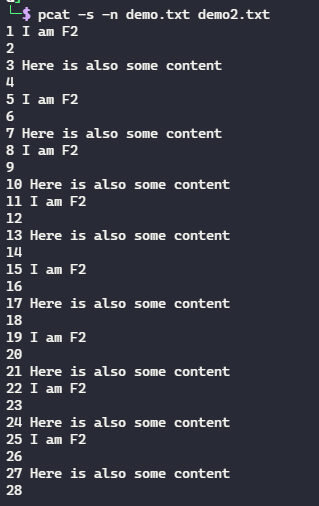 $ pcat -s -n demo.txt demo2.txt
1 I am F2
2
3 Here is also some content
4
5 I am F2
6
7 Here is also some content
8 I am F2
9
10 Here is also some content
11 I am F2
12
13 Here is also some content
14
15 I am F2
16
17 Here is also some content
18
19 I am F2
20
21 Here is also some content
22 I am F2
23
24 Here is also some content
25 I am F2
26
27 Here is also some content
28